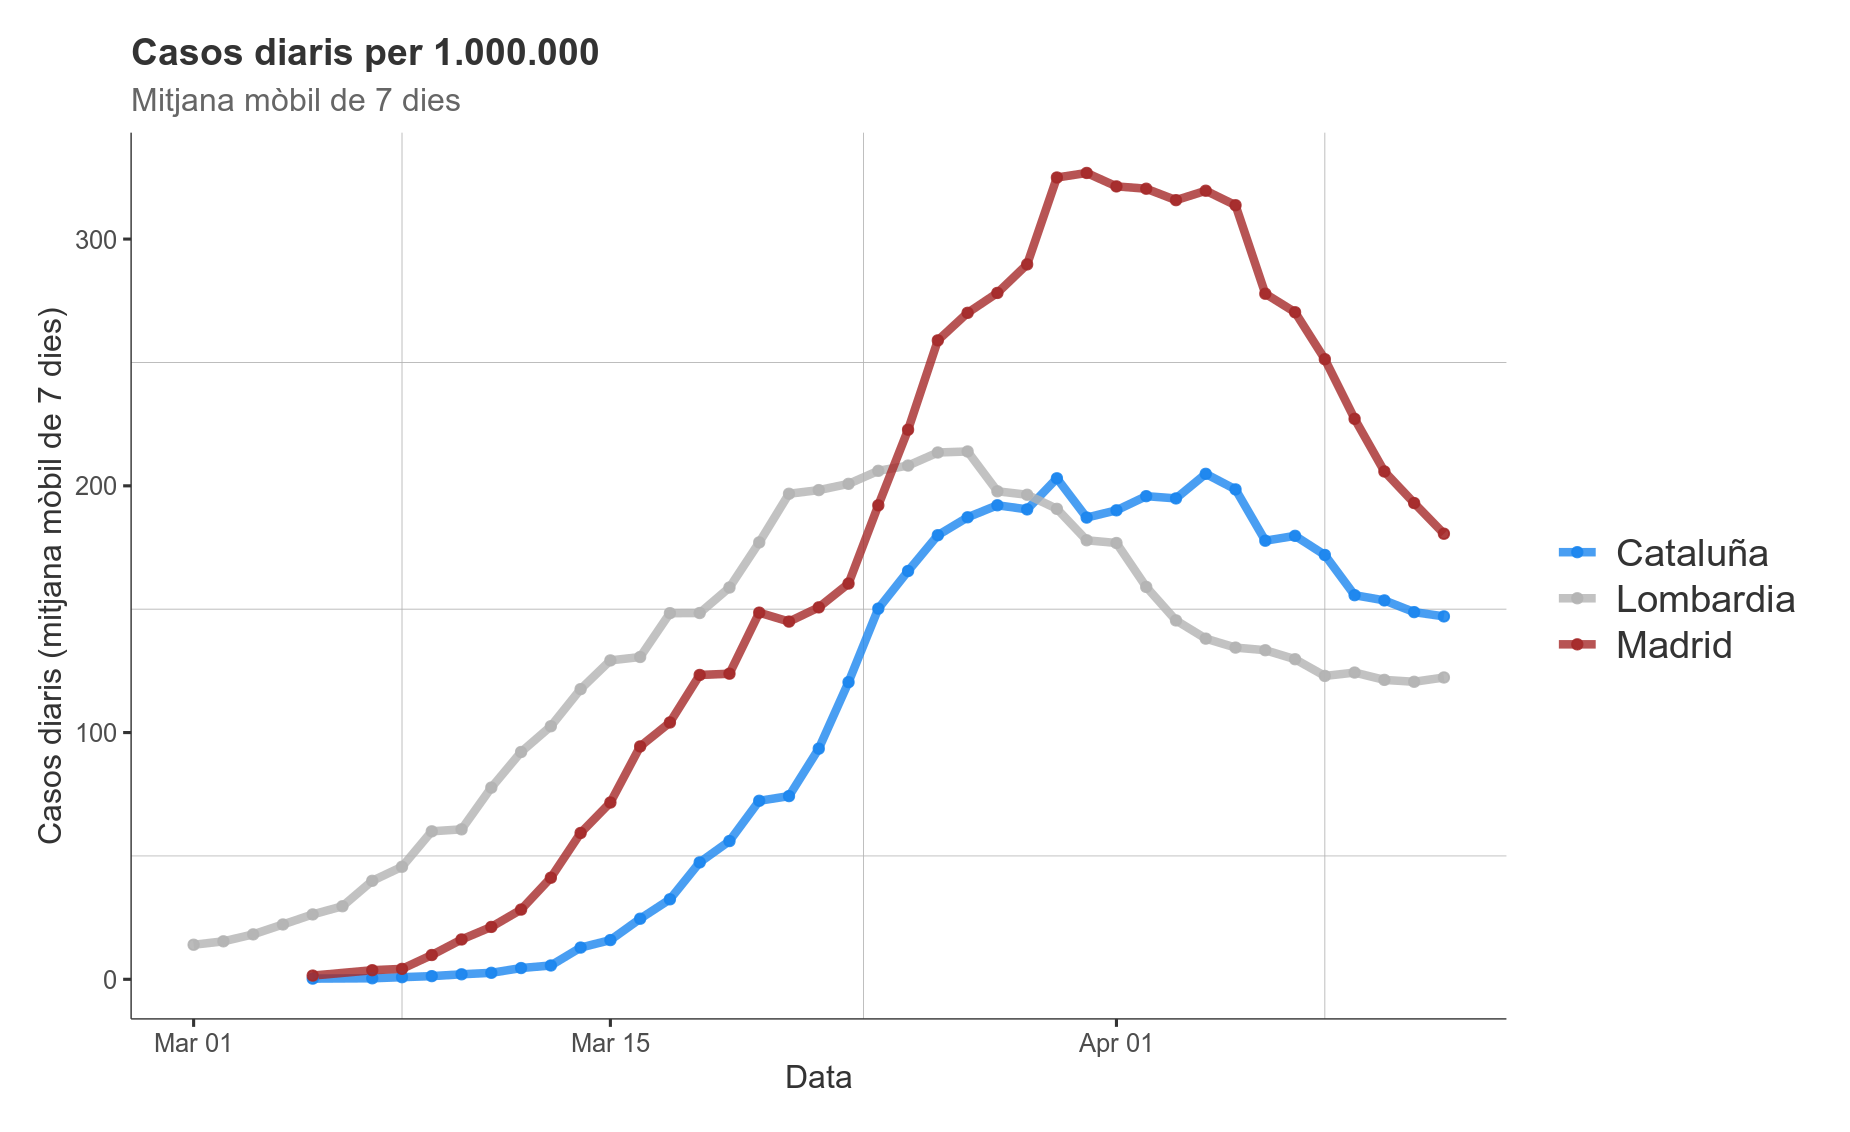 Casos diaris per 1.000.000
Mitjana mòbil de 7 dies
Casos diaris (mitjana mòbil de 7 dies)
300
200
100
0
Mar 01
Mar 15
Apr 01
Data
Cataluña
Lombardia
Madrid